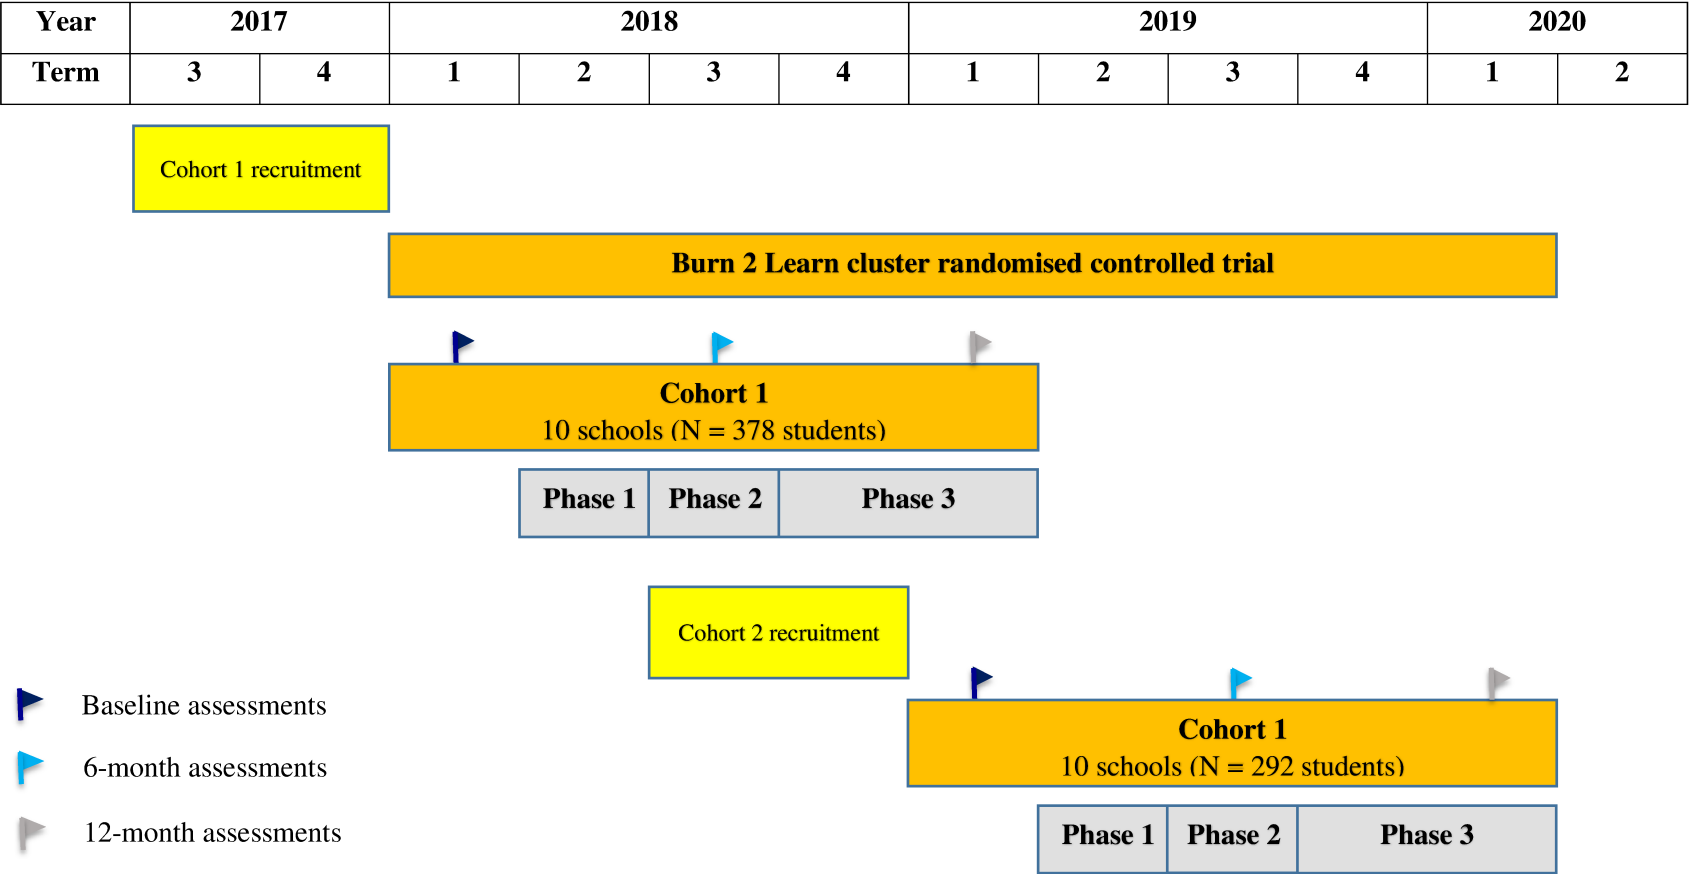 Year 2017 2018 2019 2020
Term 3 4 1 2 3 4 1 2 3 4 1 2
Cohort 1 recruitment
Burn 2 Learn cluster randomised controlled trial
Cohort 1
10 schools (N = 378 students)
Phase 1 Phase 2 Phase 3
Cohort 2 recruitment
Baseline assessments
6-month assessments
12-month assessments
Cohort 1
10 schools (N = 292 students)
Phase 1 Phase 2 Phase 3